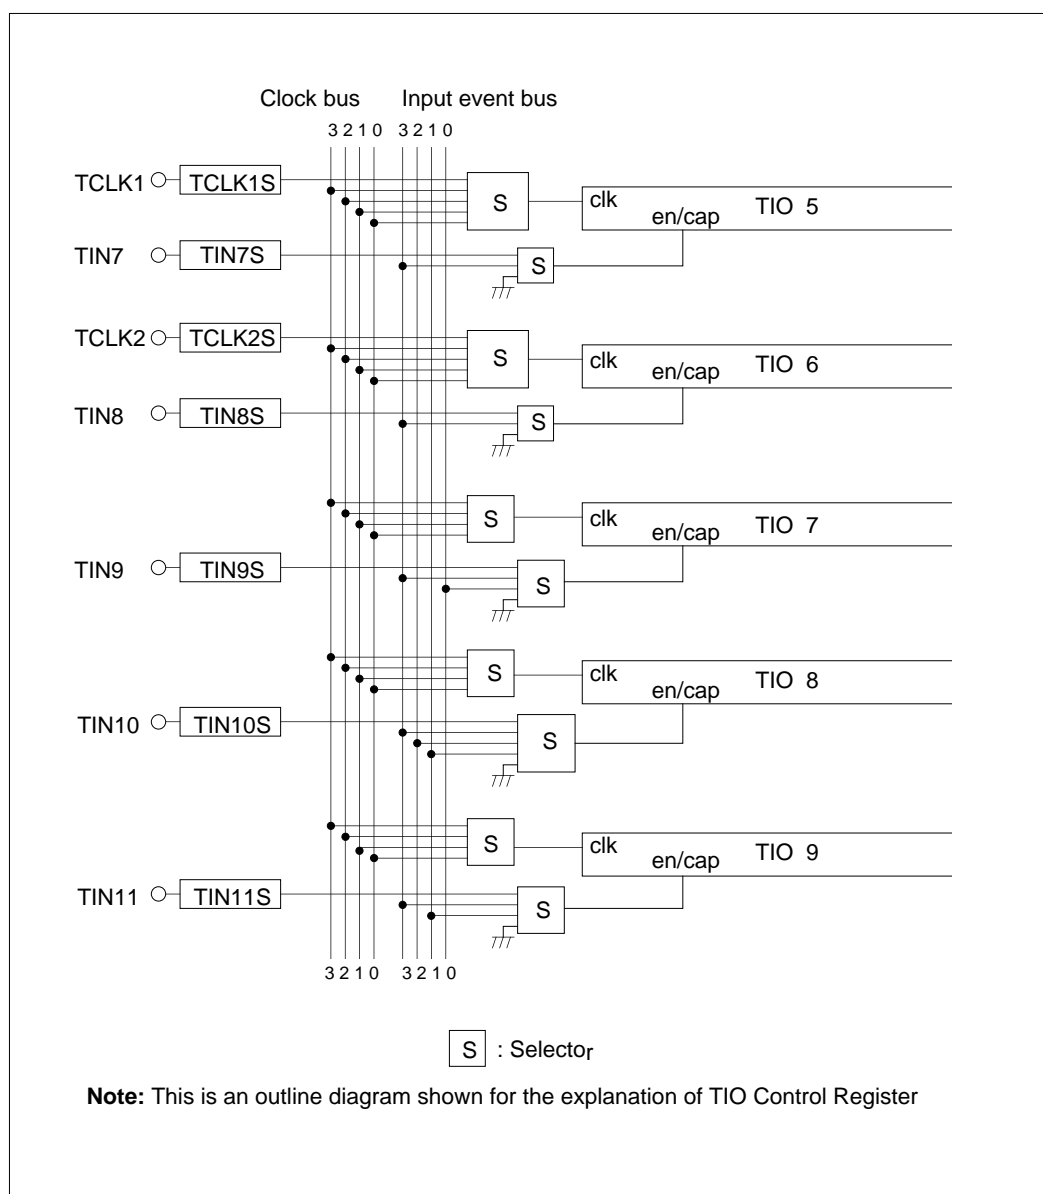 Clock bus Input event bus
3 2 1 0 3 2 1 0
TCLK1 TCLK1S S clk TIO 5
en/cap
TIN7 TIN7S S
TCLK2 TCLK2S S clk TIO 6
en/cap
TIN8 TIN8S S
S clk TIO 7
en/cap
TIN9 TIN9S S
S clk TIO 8
en/cap
TIN10 TIN10S S
S clk TIO 9
en/cap
TIN11 TIN11S S
3 2 1 0 3 2 1 0
S : Selector
Note: This is an outline diagram shown for the explanation of TIO Control Register